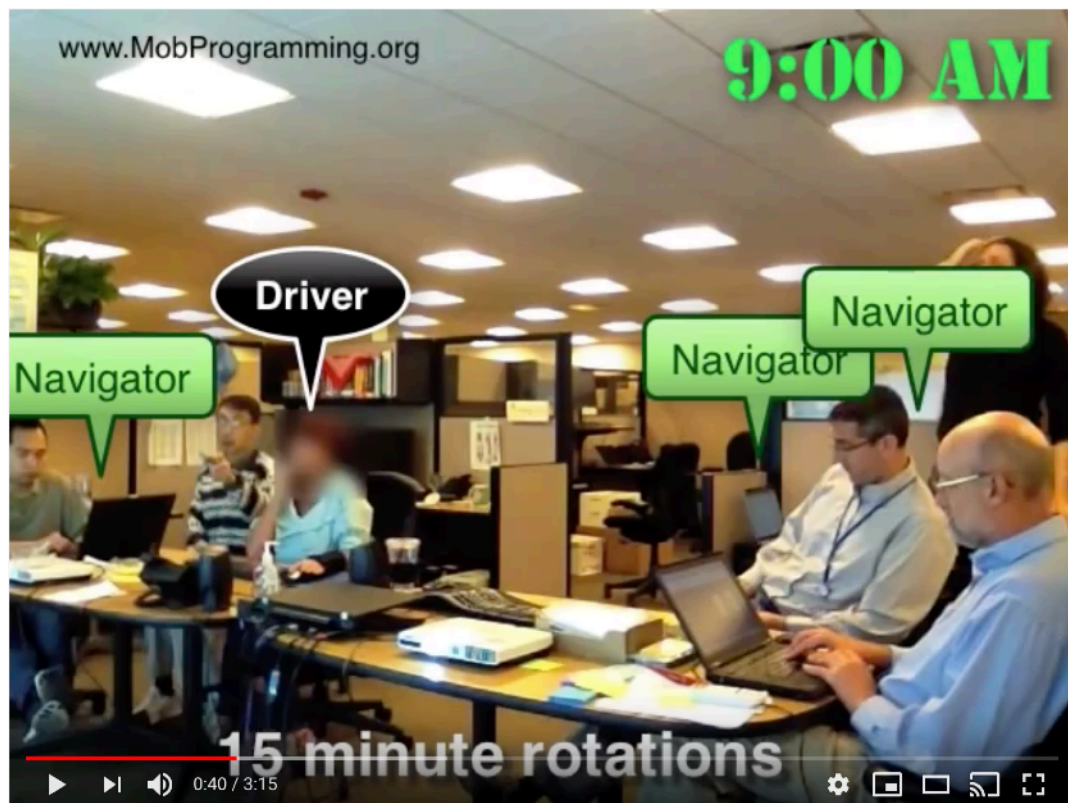 www.MobProgramming.org
9:00 AM
Driver
Navigator
Navigator
Navigator
15 minute rotations
0:40 / 3:15